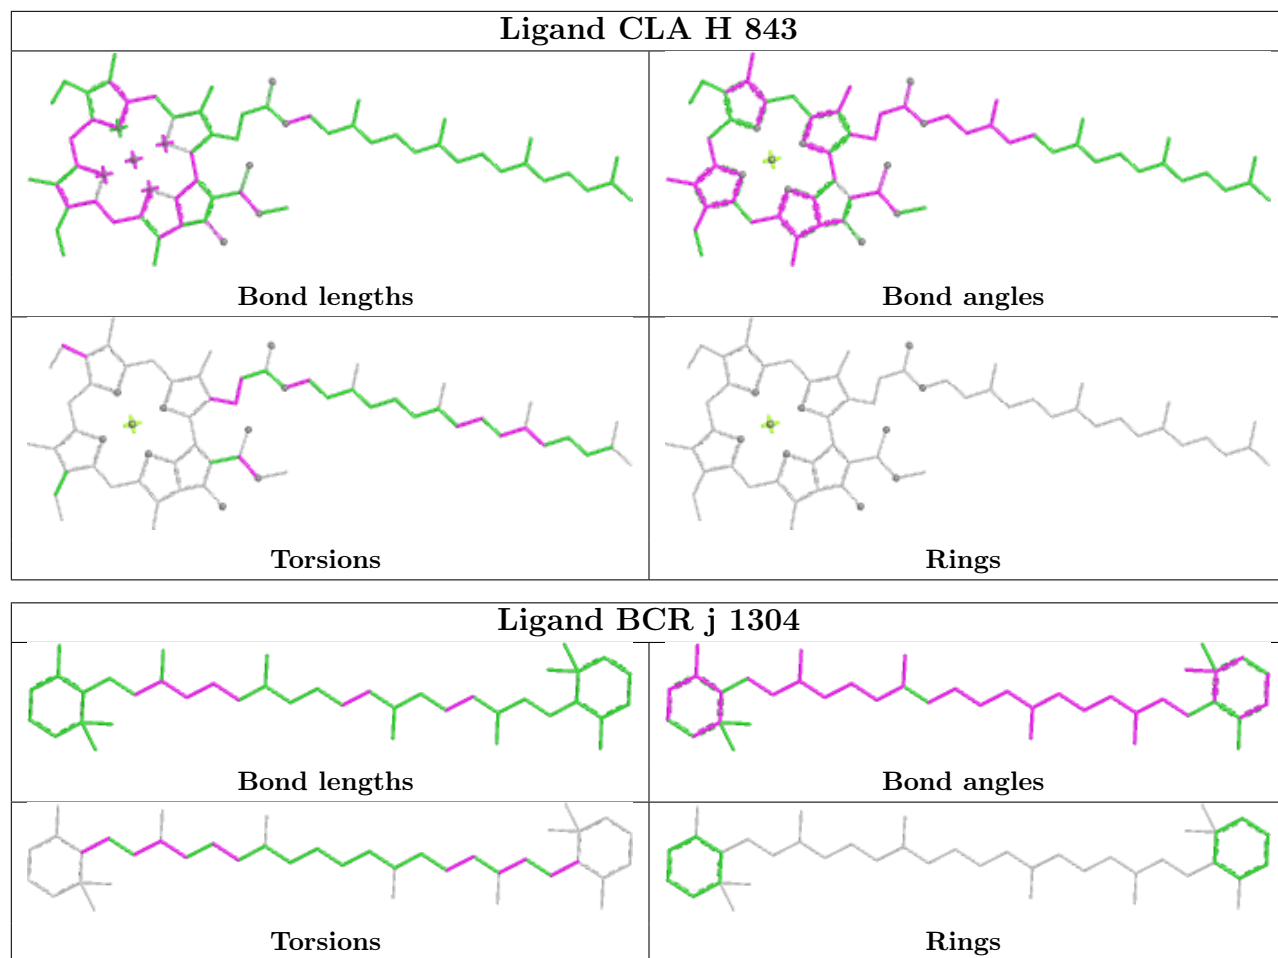 Ligand CLA H 843
Bond lengths
Bond angles
Torsions
Rings
Ligand BCR j 1304
Bond lengths
Bond angles
Torsions
Rings